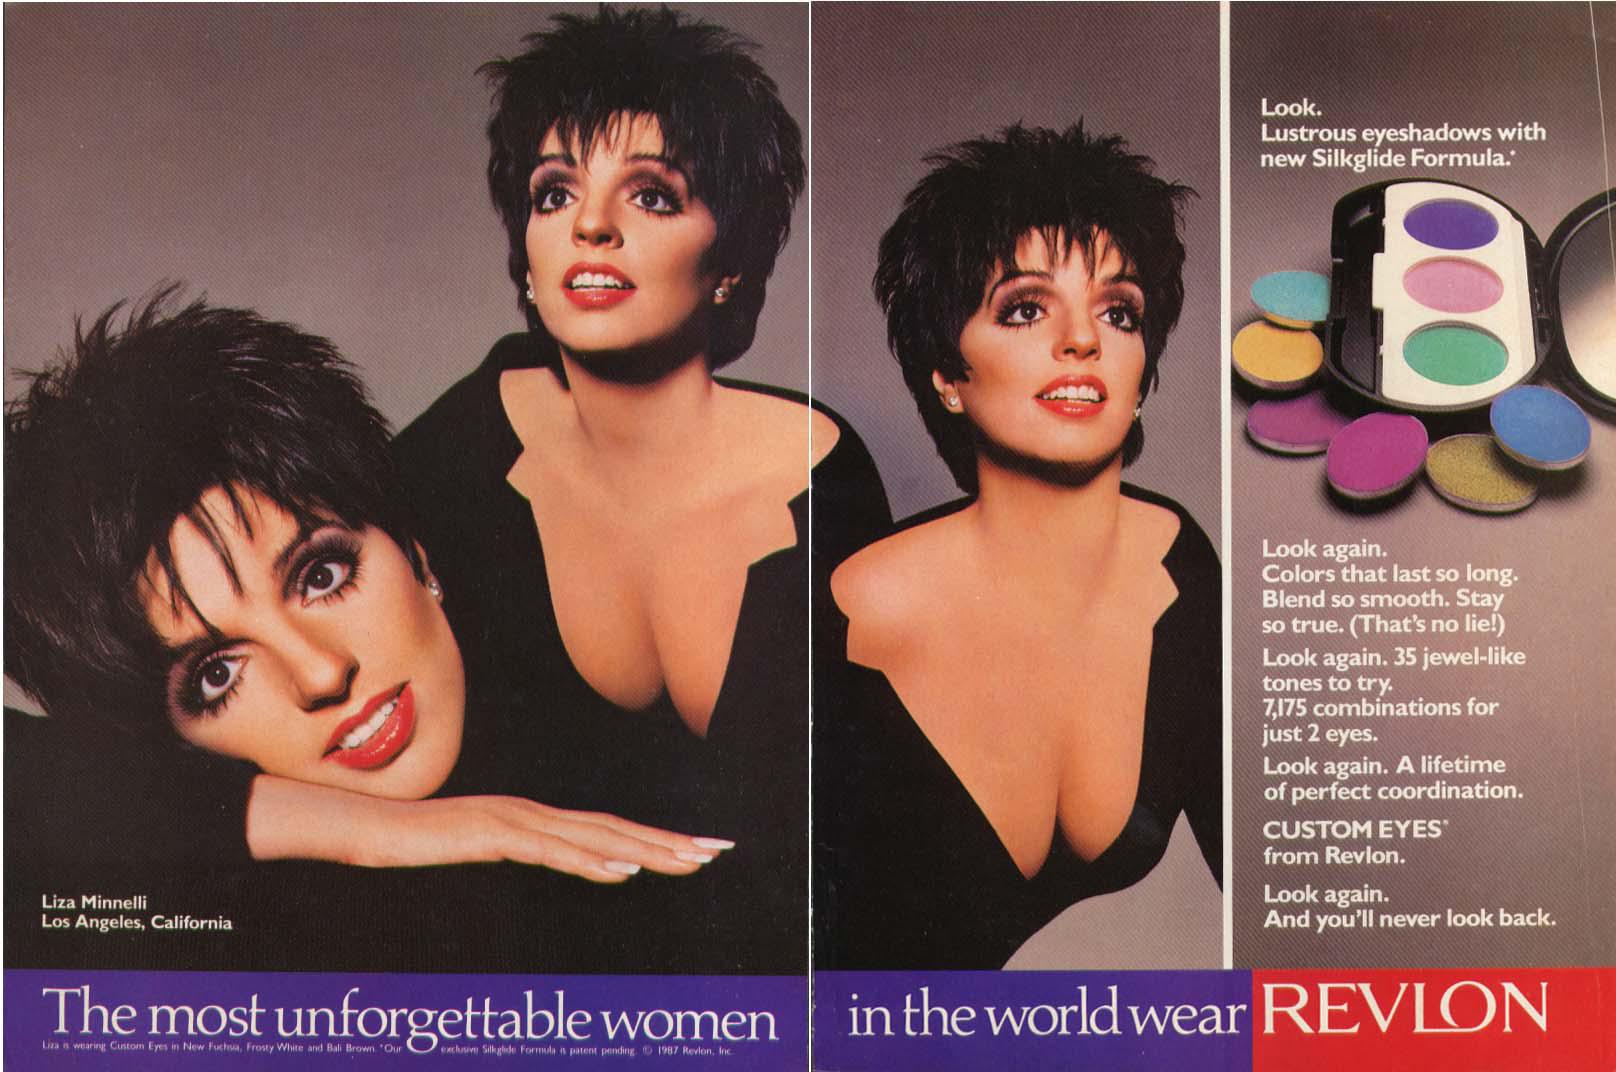 Liza Minnelli
Los Angeles, California
The most unforgettable women
Liza is wearing Custom Eyes in New Fuchsia, Frosty White and Bali Brown. *Our exclusive Silkglide Formula is patent pending. © 1987 Revlon, Inc.
Look.
Lustrous eyeshadows with
new Silkglide Formula.*
Look again.
Colors that last so long.
Blend so smooth. Stay
so true. (That's no lie!)
Look again. 35 jewel-like
tones to try.
7,175 combinations for
just 2 eyes.
Look again. A lifetime
of perfect coordination.
CUSTOM EYES®
from Revlon.
Look again.
And you'll never look back.
in the world wear REVLON